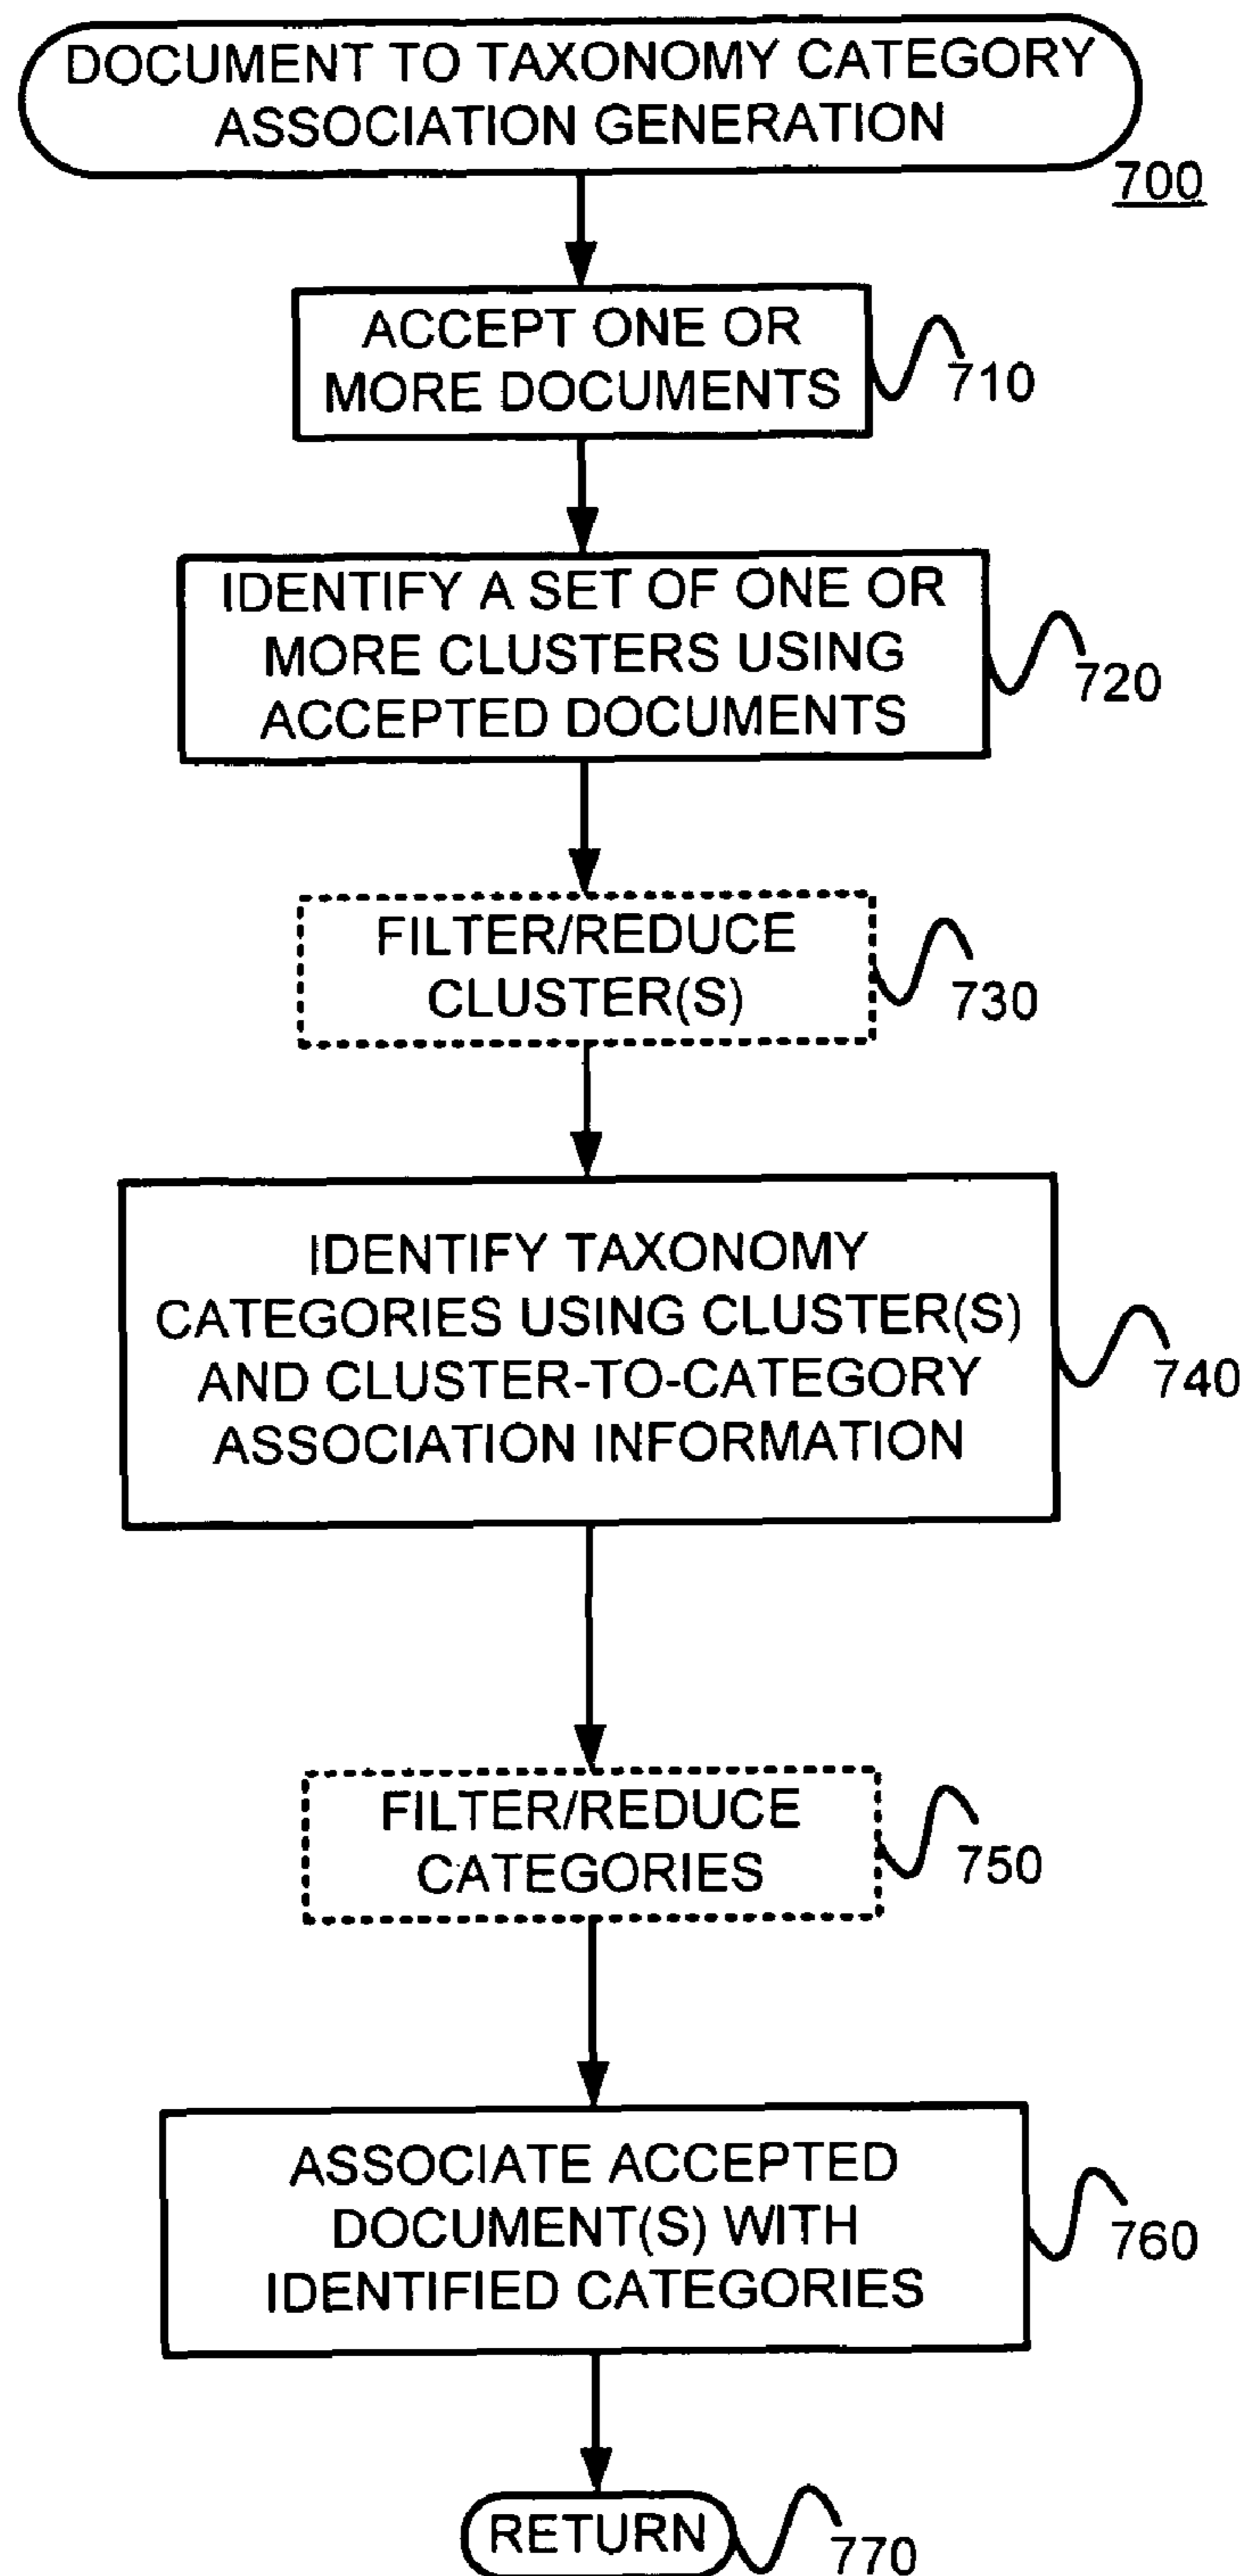 DOCUMENT TO TAXONOMY CATEGORY
ASSOCIATION GENERATION
700
ACCEPT ONE OR
MORE DOCUMENTS
710
IDENTIFY A SET OF ONE OR
MORE CLUSTERS USING
ACCEPTED DOCUMENTS
720
FILTER/REDUCE
CLUSTER(S)
730
IDENTIFY TAXONOMY
CATEGORIES USING CLUSTER(S)
AND CLUSTER-TO-CATEGORY
ASSOCIATION INFORMATION
740
FILTER/REDUCE
CATEGORIES
750
ASSOCIATE ACCEPTED
DOCUMENT(S) WITH
IDENTIFIED CATEGORIES
760
RETURN
770